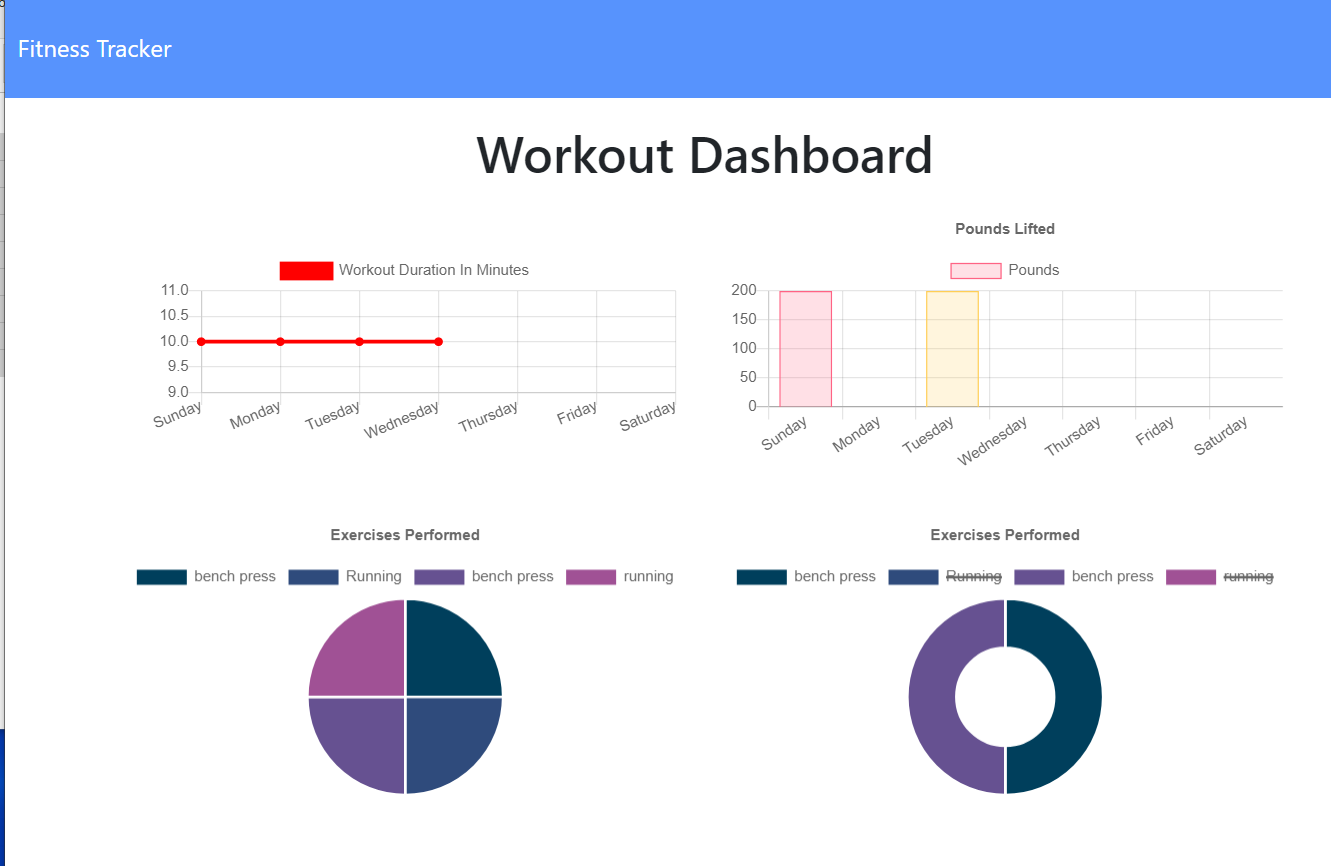 Fitness Tracker
Workout Dashboard
Workout Duration In Minutes
11.0
10.5
10.0
9.5
9.0
Sunday Monday Tuesday Wednesday Thursday Friday Saturday
Pounds Lifted
Pounds
200
150
100
50
0
Sunday Monday Tuesday Wednesday Thursday Friday Saturday
Exercises Performed
bench press Running bench press running
Exercises Performed
bench press Running bench press running